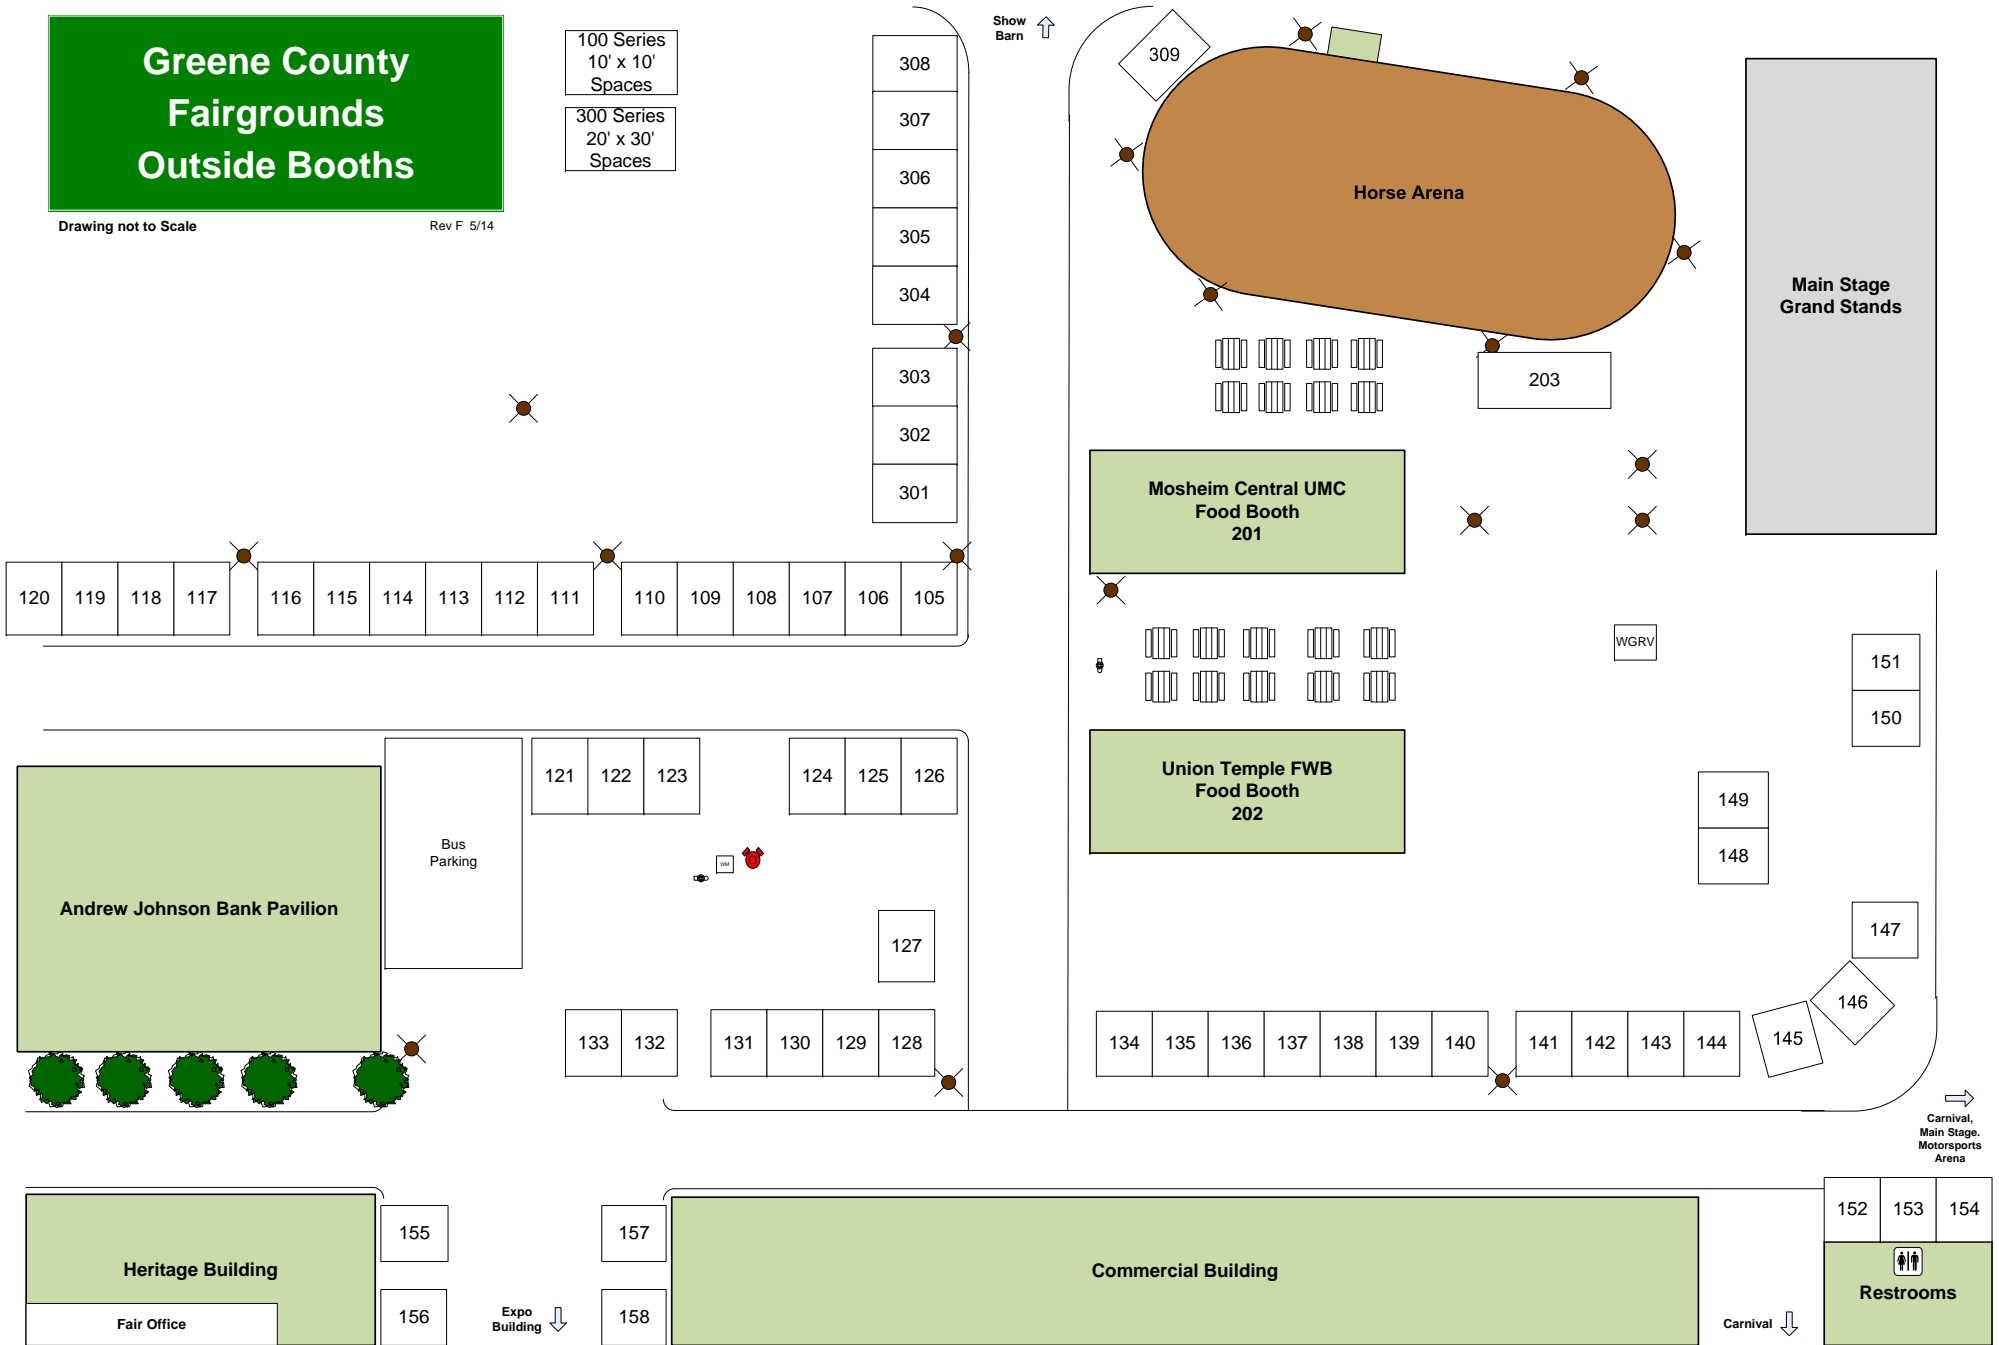 Greene County
Fairgrounds
Outside Booths
Drawing not to Scale
Rev F 5/14
100 Series
10' x 10'
Spaces
300 Series
20' x 30'
Spaces
308
307
306
305
304
303
302
301
Show
Barn
309
Horse Arena
Main Stage
Grand Stands
203
Mosheim Central UMC
Food Booth
201
120 119 118 117 116 115 114 113 112 111 110 109 108 107 106 105
WGRV
151
150
Union Temple FWB
Food Booth
202
121 122 123 124 125 126
Bus
Parking
WM
149
148
Andrew Johnson Bank Pavilion
127
147
146
145
133 132 131 130 129 128
134 135 136 137 138 139 140 141 142 143 144
Carnival,
Main Stage.
Motorsports
Arena
152 153 154
Restrooms
155
156
157
158
Heritage Building
Fair Office
Expo
Building
Commercial Building
Carnival